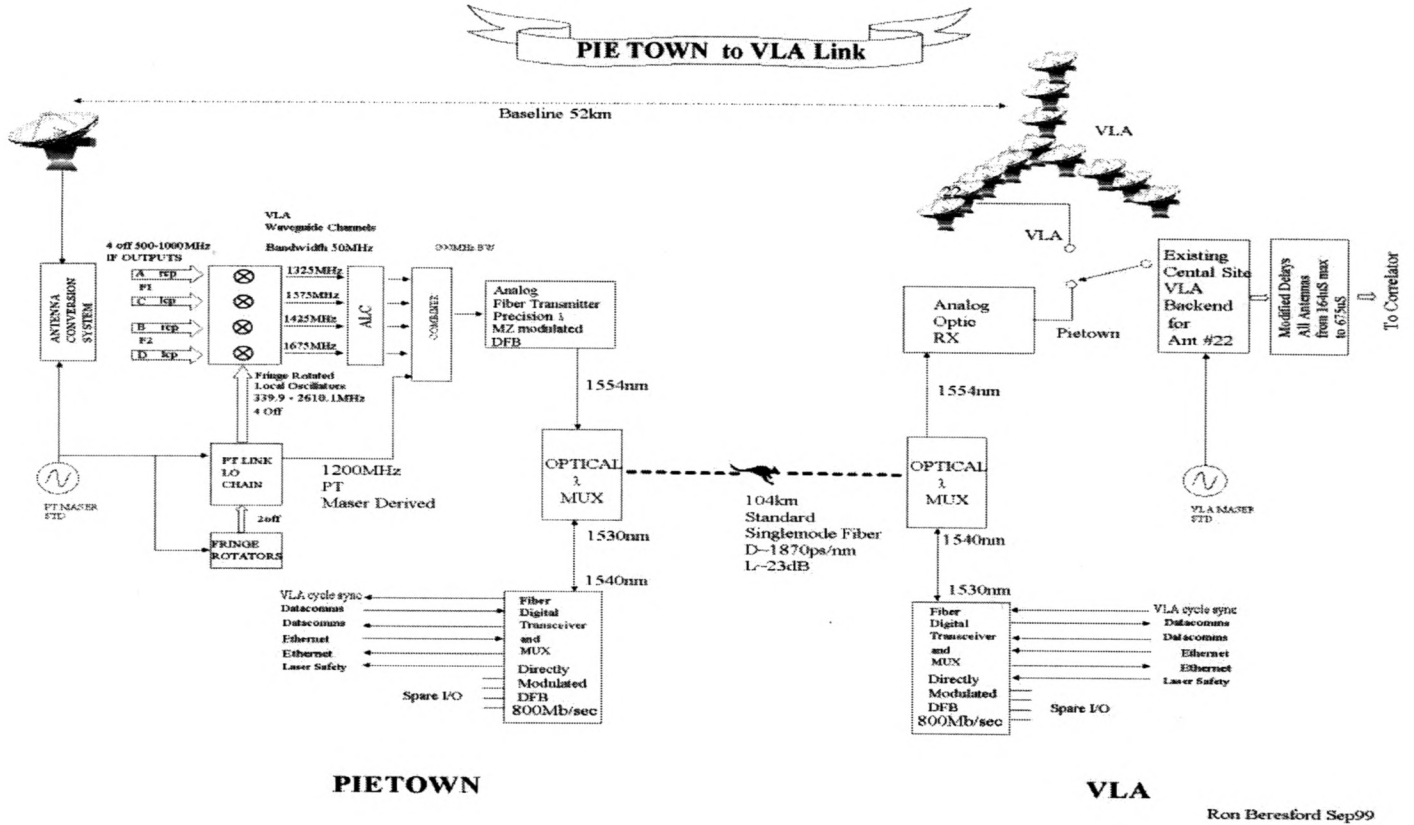 PIE TOWN to VLA Link
Baseline 52km
VLA
22
VLA
Waveguide Channels
Bandwidth 50MHz
4 off 500-1000MHz
IF OUTPUTS
A rcp
F1
C lcp
B rcp
F2
D lcp
1325MHz
1575MHz
1425MHz
1675MHz
ALC
COMBINER
ANTENNA
CONVERSION
SYSTEM
Analog
Fiber Transmitter
Precision λ
MZ modulated
DFB
Fringe Rotated
Local Oscillators
339.9 - 2610.1MHz
4 Off
1554nm
PT LINK
LO
CHAIN
1200MHz
PT
Maser Derived
2off
FRINGE
ROTATORS
PT MASER
STD
OPTICAL
λ
MUX
1530nm
1540nm
104km
Standard
Singlemode Fiber
D~1870ps/nm
L~23dB
VLA
Analog
Optic
RX
Pietown
Existing
Cental Site
VLA
Backend
for
Ant #22
Modified Delays
All Antennas
from 164uS max
to 675uS
To Correlator
1554nm
OPTICAL
λ
MUX
1540nm
1530nm
VLA MASER
STD
VLA cycle sync
Datacomms
Datacomms
Ethernet
Ethernet
Laser Safety
Spare I/O
Fiber
Digital
Transceiver
and
MUX
Directly
Modulated
DFB
800Mb/sec
Fiber
Digital
Transceiver
and
MUX
Directly
Modulated
DFB
800Mb/sec
VLA cycle sync
Datacomms
Datacomms
Ethernet
Ethernet
Laser Safety
Spare I/O
PIETOWN
VLA
Ron Beresford Sep99